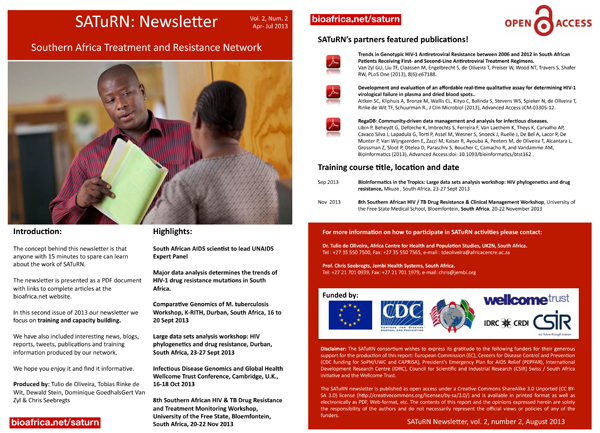 SATuRN: Newsletter
Vol. 2, Num. 2
Apr- Jul 2013
Southern Africa Treatment and Resistance Network
Introduction:
The concept behind this newsletter is that
anyone with 15 minutes to spare can learn
about the work of SATuRN.
The newsletter is presented as a PDF document
with links to complete articles at the
bioafrica.net website.
In this second issue of 2013 our newsletter we
focus on training and capacity building.
We have also included interesting news, blogs,
reports, tweets, publications and training
information produced by our network.
We hope you enjoy it and find it informative.
Produced by: Tulio de Oliveira, Tobias Rinke de
Wit, Dewald Stein, Dominique GoedhalsGert Van
Zyl & Chris Seebregts
bioafrica.net/saturn
Highlights:
South African AIDS scientist to lead UNAIDS
Expert Panel
Major data analysis determines the trends of
HIV-1 drug resistance mutations in South
Africa.
Comparative Genomics of M. tuberculosis
Workshop, K-RITH, Durban, South Africa, 16 to
20 Sept 2013
Large data sets analysis workshop: HIV
phylogenetics and drug resistance, Durban,
South Africa, 23-27 Sept 2013
Infectious Disease Genomics and Global Health
Wellcome Trust Conference, Cambridge, U.K.,
16-18 Oct 2013
8th Southern African HIV & TB Drug Resistance
and Treatment Monitoring Workshop,
University of the Free State, Bloemfontein,
South Africa, 20-22 Nov 2013
bioafrica.net/saturn
OPEN ACCESS
SATuRN's partners featured publications!
Trends in Genotypic HIV-1 Antiretroviral Resistance between 2006 and 2012 in South African
Patients Receiving First- and Second-Line Antiretroviral Treatment Regimens.
Van Zyl GU, Liu TF, Claassen M, Engelbrecht S, de Oliveira T, Preiser W, Wood NT, Travers S, Shafer
RW, PLoS One (2013), 8(6):e67188.
Development and evaluation of an affordable real-time qualitative assay for determining HIV-1
virological failure in plasma and dried blood spots..
Aitken SC, Kliphuis A, Bronze M, Wallis CL, Kityo C, Balinda S, Stevens WS, Spieker N, de Oliveira T,
Rinke de Wit TF, Schuurman R., J Clin Microbiol (2013), Advanced Access:JCM.03305-12.
RegaDB: Community-driven data management and analysis for infectious diseases.
Libin P, Beheydt G, Deforche K, Imbrechts S, Ferreira F, Van Laethem K, Theys K, Carvalho AP,
Cavaco Silva J, Lapadula G, Torti P, Assel M, Wesner S, Snoeck J, Ruelle J, De Bel A, Lacor P, De
Munter P, Van Wijngaerden E, Zazzi M, Kaiser R, Ayouba A, Peeters M, de Oliveira T, Alcantara L,
Grossman Z, Sloot P, Otelea D, Paraschiv S, Boucher C, Camacho R, and Vandamme AM,
Bioinformatics (2013), Advanced Access:doi: 10.1093/bioinformatics/btt162 .
Training course title, location and date
Sep 2013 Bioinformatics in the Tropics: Large data sets analysis workshop: HIV phylogenetics and drug
resistance, Mkuze , South Africa, 23-27 Sept 2013
Nov 2013 8th Southern African HIV / TB Drug Resistance & Clinical Management Workshop, University of
the Free State Medical School, Bloemfontein, South Africa, 20-22 November 2013
For more information on how to participate in SATuRN activities please contact:
Dr. Tulio de Oliveira, Africa Centre for Health and Population Studies, UKZN, South Africa.
Tel : +27 35 550 7500, Fax: +27 35 550 7565, e-mail : tdeoliveira@africacentre.ac.za
Prof. Chris Seebregts, Jembi Health Systems, South Africa.
Tel: +27 21 701 0939, Fax: +27 21 701 1979, e-mail: chris@jembi.org
Funded by:
CDC
wellcometrust
IDRC CRDI
CSIR
Disclaimer: The SATuRN consortium wishes to express its gratitude to the following funders for their generous
support for the production of this report: European Commission (EC), Centers for Disease Control and Prevention
(CDC funding for SoPH/UWC and CAPRISA), President's Emergency Plan for AIDS Relief (PEPFAR), International
Development Research Centre (IDRC), Council for Scientific and Industrial Research (CSIR) Swiss / South Africa
initiative and the Wellcome Trust.
The SATuRN newsletter is published as open access under a Creative Commons ShareAlike 3.0 Unported (CC BY-
SA 3.0) license (http://creativecommons.org/licenses/by-sa/3.0/) and is available in printed format as well as
electronically as PDF, Web-format, etc. The contents of this report and the opinions expressed herein are solely
the responsibility of the authors and do not necessarily represent the official views or policies of any of the
funders.
SATuRN Newsletter, vol. 2, number 2, August 2013